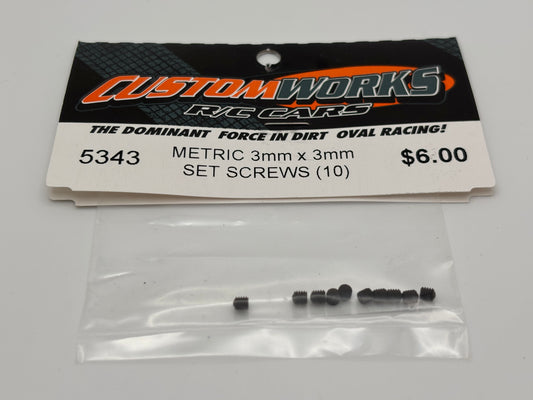 CUSTOMWORKS
R/C CARS
THE DOMINANT FORCE IN DIRT OVAL RACING!
5343 METRIC 3mm x 3mm $6.00
SET SCREWS (10)